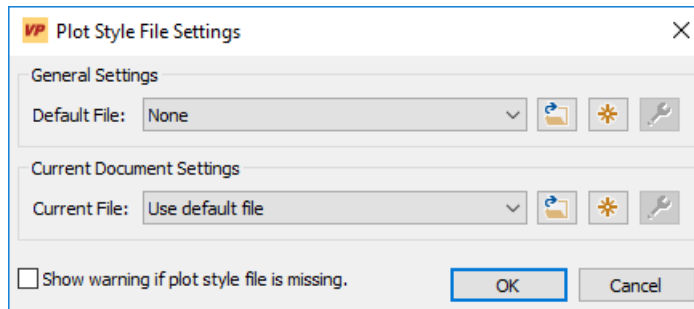 VP Plot Style File Settings
General Settings
Default File: None
Current Document Settings
Current File: Use default file
Show warning if plot style file is missing.
OK Cancel